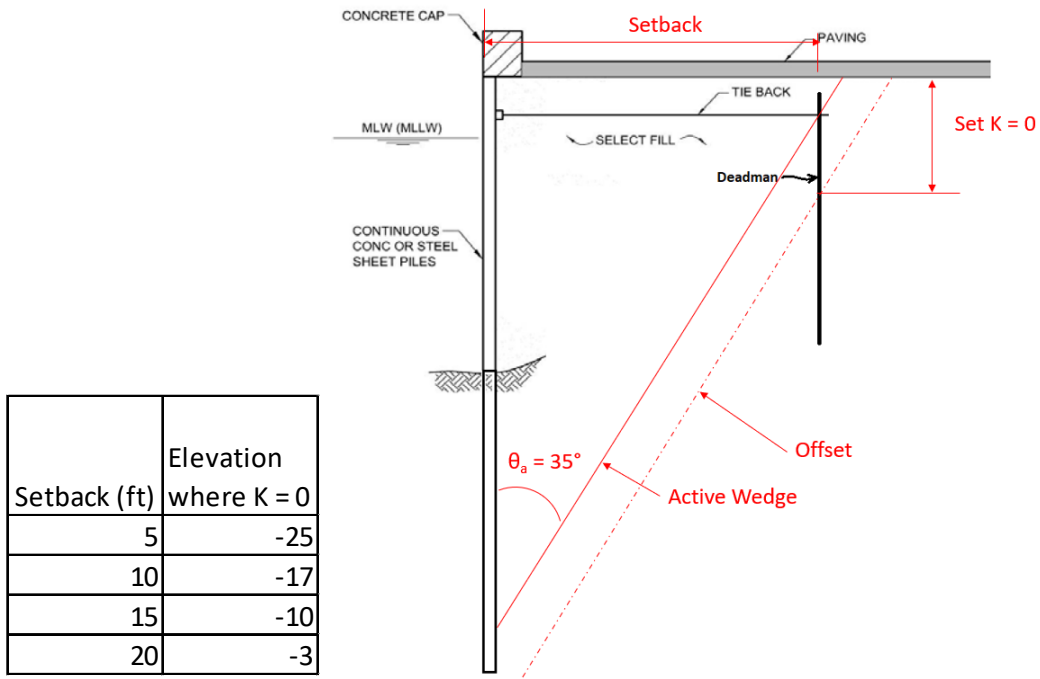 CONCRETE CAP
Setback
PAVING
TIE BACK
Set K = 0
MLW (MLLW)
SELECT FILL
Deadman
CONTINUOUS
CONC OR STEEL
SHEET PILES
θa = 35°
Offset
Active Wedge
Setback (ft) Elevation where K = 0
5 -25
10 -17
15 -10
20 -3